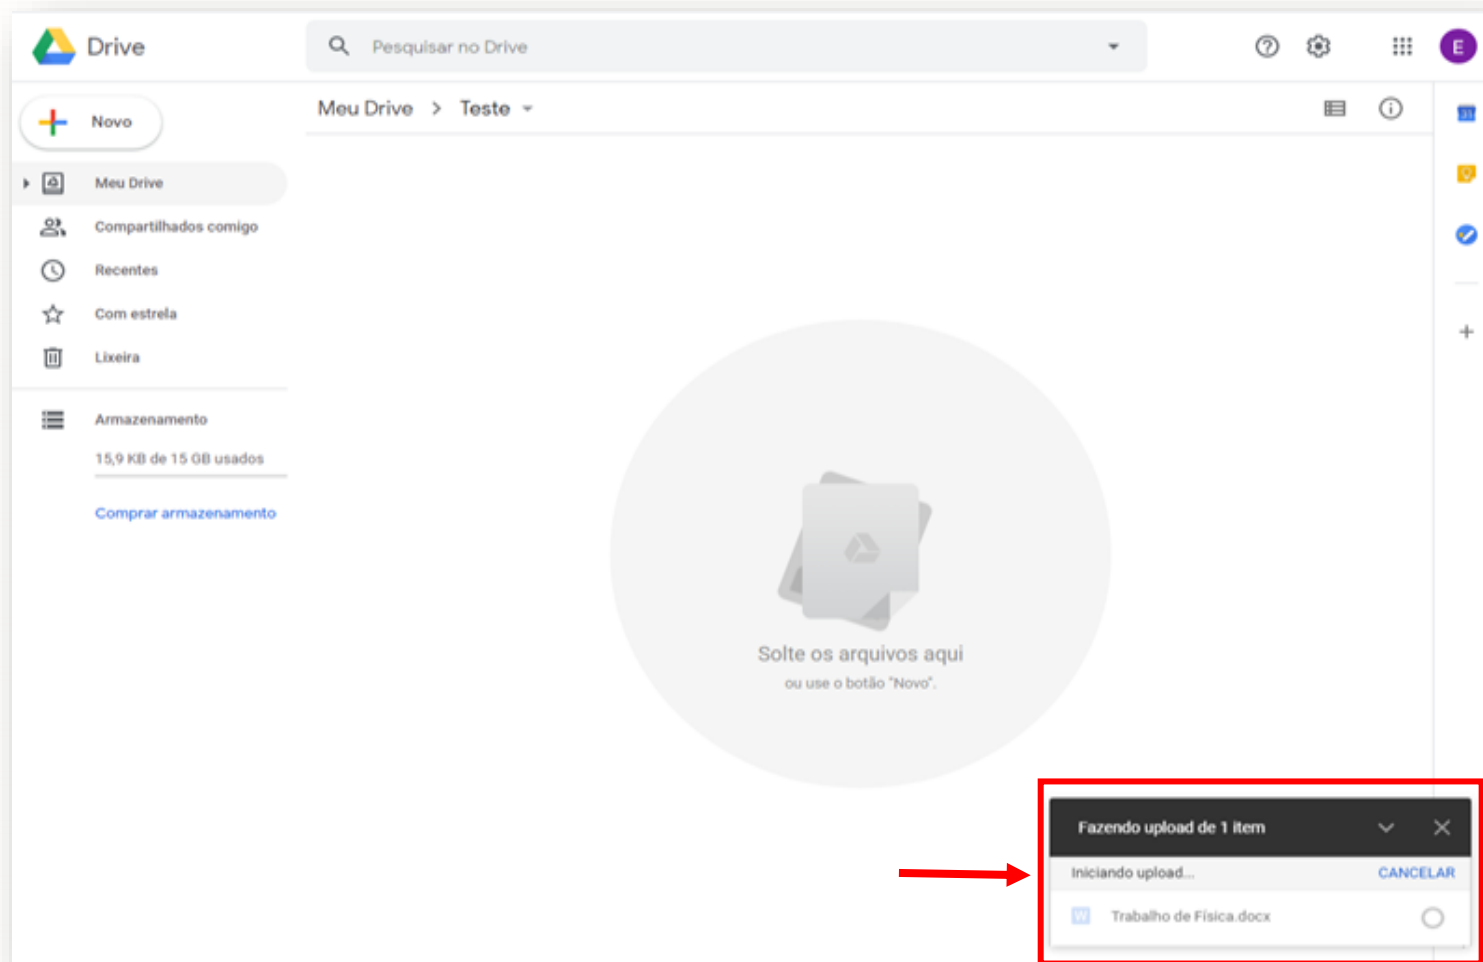 Drive
Pesquisar no Drive
E
Novo
Meu Drive > Teste
31
Meu Drive
Compartilhados comigo
Recentes
Com estrela
Lixeira
Armazenamento
15,9 KB de 15 GB usados
Comprar armazenamento
Solte os arquivos aqui
ou use o botão "Novo".
Fazendo upload de 1 item
Iniciando upload... CANCELAR
W Trabalho de Física.docx